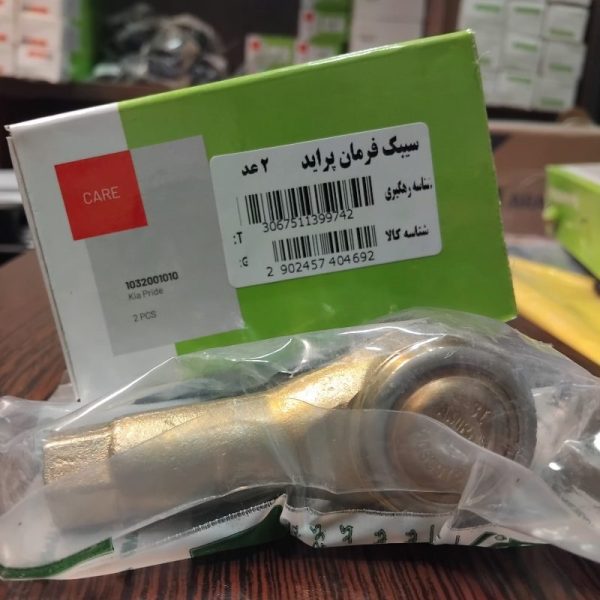 CARE
1032001010
Kia Pride
2 PCS
سیبک فرمان پراید ۲ عدد
شناسه رهگیری
T:
3067511399742
شناسه کالا
G:
2 902457 404692